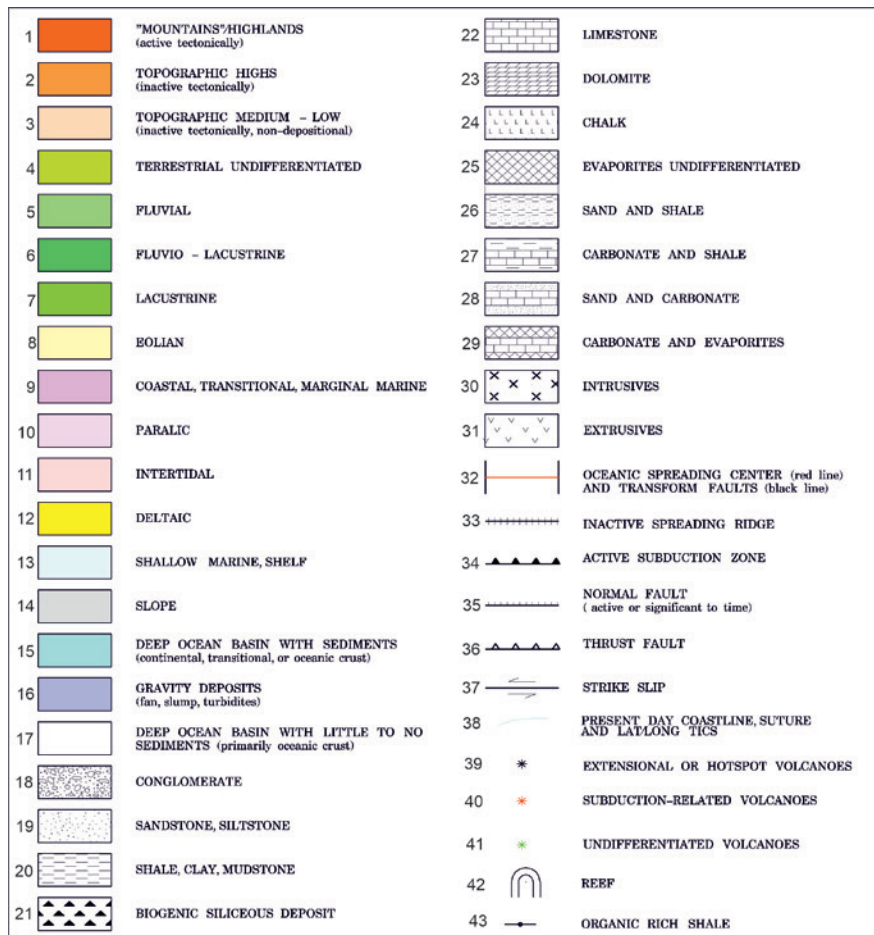 1 "MOUNTAINS"/HIGHLANDS
(active tectonically)
2 TOPOGRAPHIC HIGHS
(inactive tectonically)
3 TOPOGRAPHIC MEDIUM – LOW
(inactive tectonically, non-depositional)
4 TERRESTRIAL UNDIFFERENTIATED
5 FLUVIAL
6 FLUVIO – LACUSTRINE
7 LACUSTRINE
8 EOLIAN
9 COASTAL, TRANSITIONAL, MARGINAL MARINE
10 PARALIC
11 INTERTIDAL
12 DELTAIC
13 SHALLOW MARINE, SHELF
14 SLOPE
15 DEEP OCEAN BASIN WITH SEDIMENTS
(continental, transitional, or oceanic crust)
16 GRAVITY DEPOSITS
(fan, slump, turbidites)
17 DEEP OCEAN BASIN WITH LITTLE TO NO
SEDIMENTS (primarily oceanic crust)
18 CONGLOMERATE
19 SANDSTONE, SILTSTONE
20 SHALE, CLAY, MUDSTONE
21 BIOGENIC SILICEOUS DEPOSIT
22 LIMESTONE
23 DOLOMITE
24 CHALK
25 EVAPORITES UNDIFFERENTIATED
26 SAND AND SHALE
27 CARBONATE AND SHALE
28 SAND AND CARBONATE
29 CARBONATE AND EVAPORITES
30 INTRUSIVES
31 EXTRUSIVES
32 OCEANIC SPREADING CENTER (red line)
AND TRANSFORM FAULTS (black line)
33 INACTIVE SPREADING RIDGE
34 ACTIVE SUBDUCTION ZONE
35 NORMAL FAULT
( active or significant to time)
36 THRUST FAULT
37 STRIKE SLIP
38 PRESENT DAY COASTLINE, SUTURE
AND LAT/LONG TICS
39 EXTENSIONAL OR HOTSPOT VOLCANOES
40 SUBDUCTION-RELATED VOLCANOES
41 UNDIFFERENTIATED VOLCANOES
42 REEF
43 ORGANIC RICH SHALE